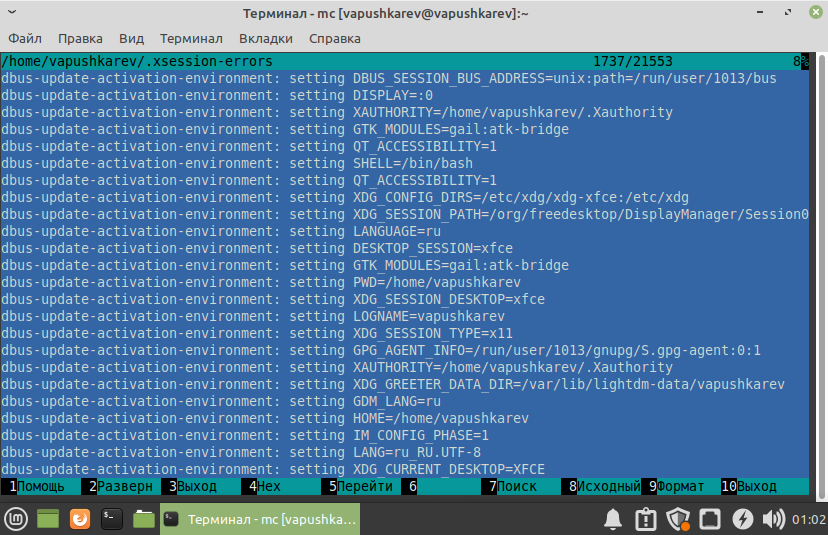 Терминал - mc [vapushkarev@vapushkarev]:~
Файл Правка Вид Терминал Вкладки Справка
/home/vapushkarev/.xsession-errors 1737/21553 8%
dbus-update-activation-environment: setting DBUS_SESSION_BUS_ADDRESS=unix:path=/run/user/1013/bus
dbus-update-activation-environment: setting DISPLAY=:0
dbus-update-activation-environment: setting XAUTHORITY=/home/vapushkarev/.Xauthority
dbus-update-activation-environment: setting GTK_MODULES=gail:atk-bridge
dbus-update-activation-environment: setting QT_ACCESSIBILITY=1
dbus-update-activation-environment: setting SHELL=/bin/bash
dbus-update-activation-environment: setting QT_ACCESSIBILITY=1
dbus-update-activation-environment: setting XDG_CONFIG_DIRS=/etc/xdg/xdg-xfce:/etc/xdg
dbus-update-activation-environment: setting XDG_SESSION_PATH=/org/freedesktop/DisplayManager/Session0
dbus-update-activation-environment: setting LANGUAGE=ru
dbus-update-activation-environment: setting DESKTOP_SESSION=xfce
dbus-update-activation-environment: setting GTK_MODULES=gail:atk-bridge
dbus-update-activation-environment: setting PWD=/home/vapushkarev
dbus-update-activation-environment: setting XDG_SESSION_DESKTOP=xfce
dbus-update-activation-environment: setting LOGNAME=vapushkarev
dbus-update-activation-environment: setting XDG_SESSION_TYPE=x11
dbus-update-activation-environment: setting GPG_AGENT_INFO=/run/user/1013/gnupg/S.gpg-agent:0:1
dbus-update-activation-environment: setting XAUTHORITY=/home/vapushkarev/.Xauthority
dbus-update-activation-environment: setting XDG_GREETER_DATA_DIR=/var/lib/lightdm-data/vapushkarev
dbus-update-activation-environment: setting GDM_LANG=ru
dbus-update-activation-environment: setting HOME=/home/vapushkarev
dbus-update-activation-environment: setting IM_CONFIG_PHASE=1
dbus-update-activation-environment: setting LANG=ru_RU.UTF-8
dbus-update-activation-environment: setting XDG_CURRENT_DESKTOP=XFCE
1Помощь 2Разверн 3Выход 4Hex 5Перейти 6 7Поиск 8Исходный 9Формат 10Выход
Терминал - mc [vapushka... 01:02